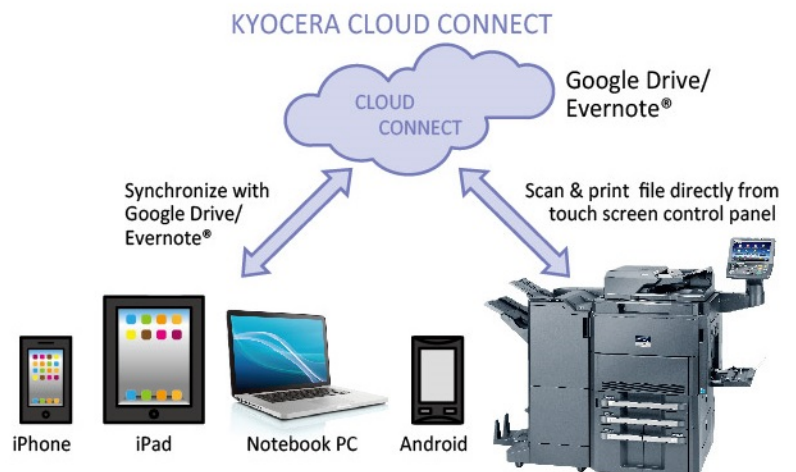 KYOCERA CLOUD CONNECT
CLOUD
CONNECT
Google Drive/
Evernote®
Synchronize with
Google Drive/
Evernote®
Scan & print file directly from
touch screen control panel
iPhone
iPad
Notebook PC
Android